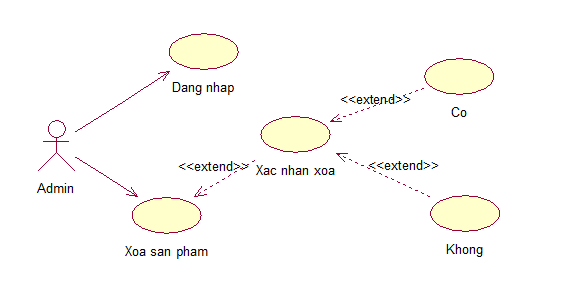 Dang nhap
<<extend>>
Co
Admin
<<extend>>
Xac nhan xoa
<<extend>>
Xoa san pham
Khong